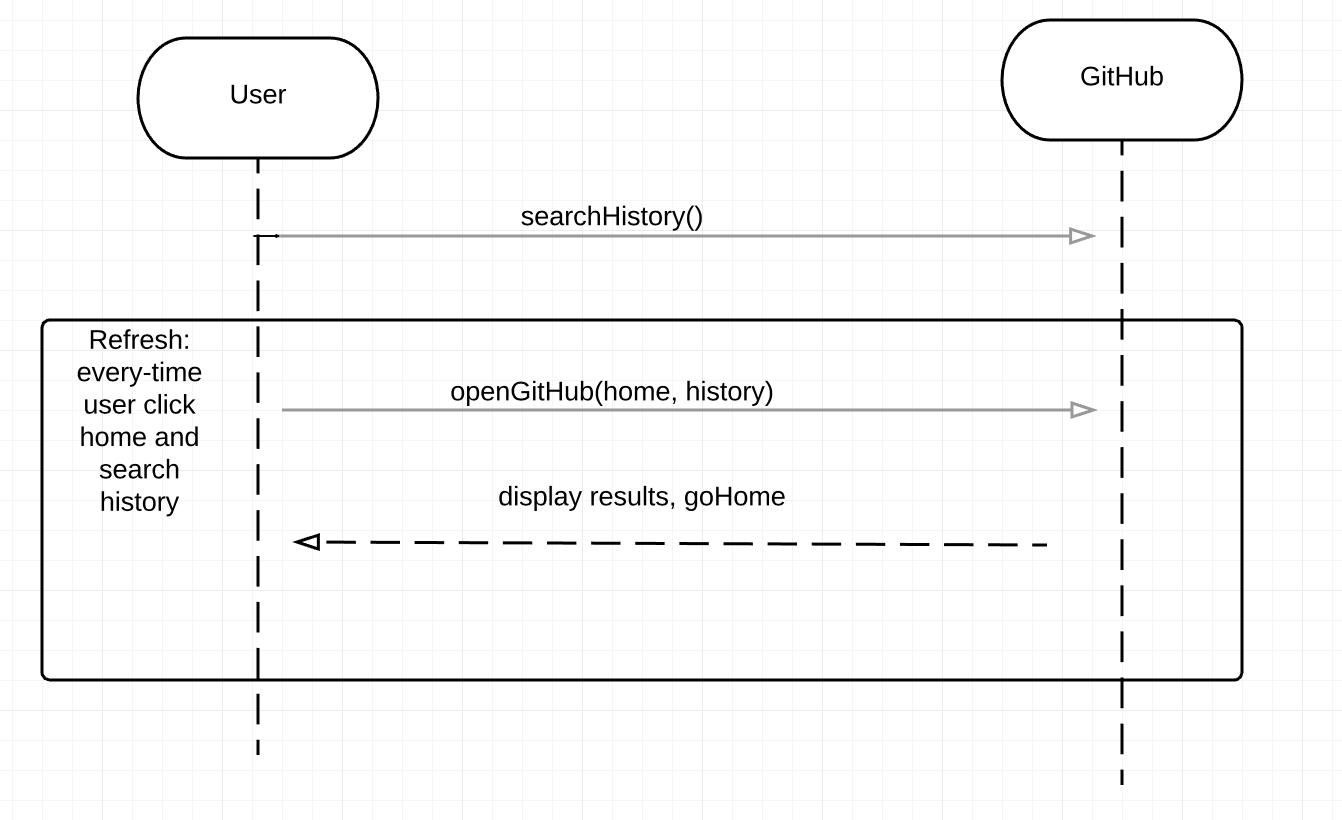 User
GitHub
searchHistory()
Refresh:
every-time
user click
home and
search
history
openGitHub(home, history)
display results, goHome